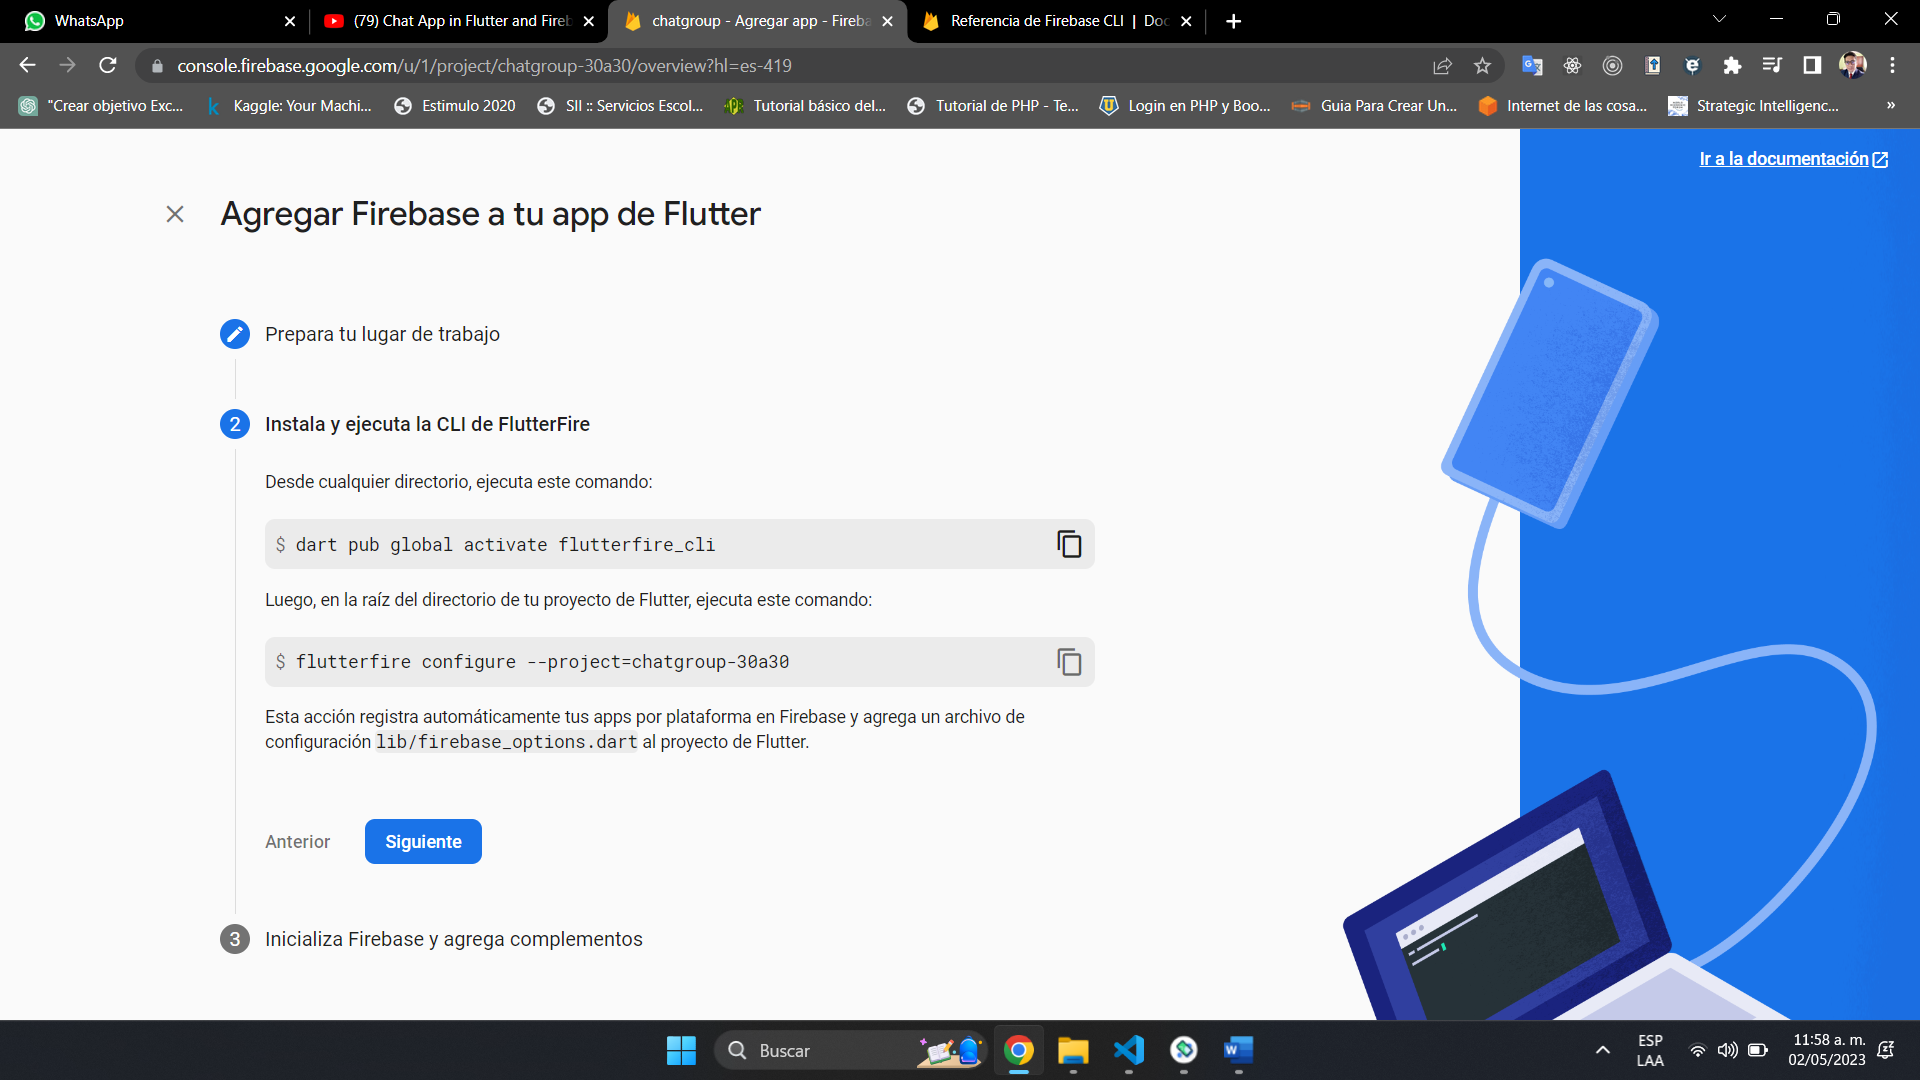 WhatsApp
(79) Chat App in Flutter and Fireb
chatgroup - Agregar app - Fireba
Referencia de Firebase CLI | Doc
console.firebase.google.com/u/1/project/chatgroup-30a30/overview?hl=es-419
"Crear objetivo Exc...
Kaggle: Your Machi...
Estimulo 2020
SII :: Servicios Escol...
Tutorial básico del...
Tutorial de PHP - Te...
Login en PHP y Boo...
Guia Para Crear Un...
Internet de las cosa...
Strategic Intelligenc...
»
Ir a la documentación
Agregar Firebase a tu app de Flutter
Prepara tu lugar de trabajo
2 Instala y ejecuta la CLI de FlutterFire
Desde cualquier directorio, ejecuta este comando:
$ dart pub global activate flutterfire_cli
Luego, en la raíz del directorio de tu proyecto de Flutter, ejecuta este comando:
$ flutterfire configure --project=chatgroup-30a30
Esta acción registra automáticamente tus apps por plataforma en Firebase y agrega un archivo de
configuración lib/firebase_options.dart al proyecto de Flutter.
Anterior
Siguiente
3 Inicializa Firebase y agrega complementos
Buscar
ESP
LAA
11:58 a. m.
02/05/2023